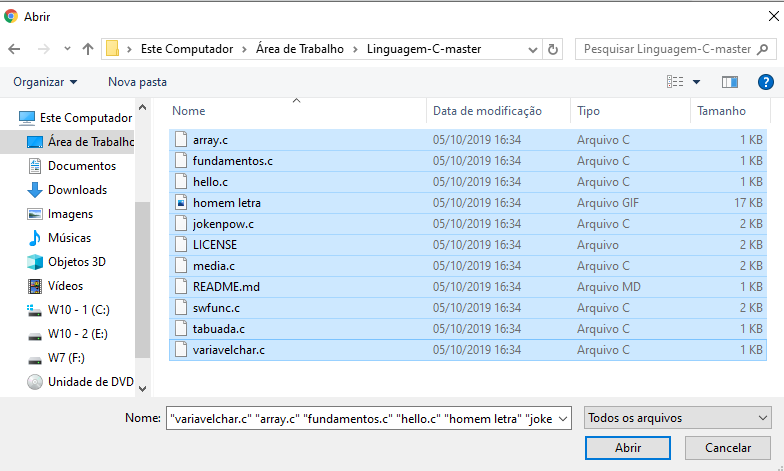 Abrir
Este Computador > Área de Trabalho > Linguagem-C-master
Pesquisar Linguagem-C-master
Organizar
Nova pasta
Este Computador
Área de Trabalho
Documentos
Downloads
Imagens
Músicas
Objetos 3D
Vídeos
W10 - 1 (C:)
W10 - 2 (E:)
W7 (F:)
Unidade de DVD
Nome Data de modificação Tipo Tamanho
array.c 05/10/2019 16:34 Arquivo C 1 KB
fundamentos.c 05/10/2019 16:34 Arquivo C 1 KB
hello.c 05/10/2019 16:34 Arquivo C 1 KB
homem letra 05/10/2019 16:34 Arquivo GIF 17 KB
jokenpow.c 05/10/2019 16:34 Arquivo C 2 KB
LICENSE 05/10/2019 16:34 Arquivo 2 KB
media.c 05/10/2019 16:34 Arquivo C 2 KB
README.md 05/10/2019 16:34 Arquivo MD 1 KB
swfunc.c 05/10/2019 16:34 Arquivo C 2 KB
tabuada.c 05/10/2019 16:34 Arquivo C 1 KB
variavelchar.c 05/10/2019 16:34 Arquivo C 1 KB
Nome: "variavelchar.c" "array.c" "fundamentos.c" "hello.c" "homem letra" "joke
Todos os arquivos
Abrir
Cancelar